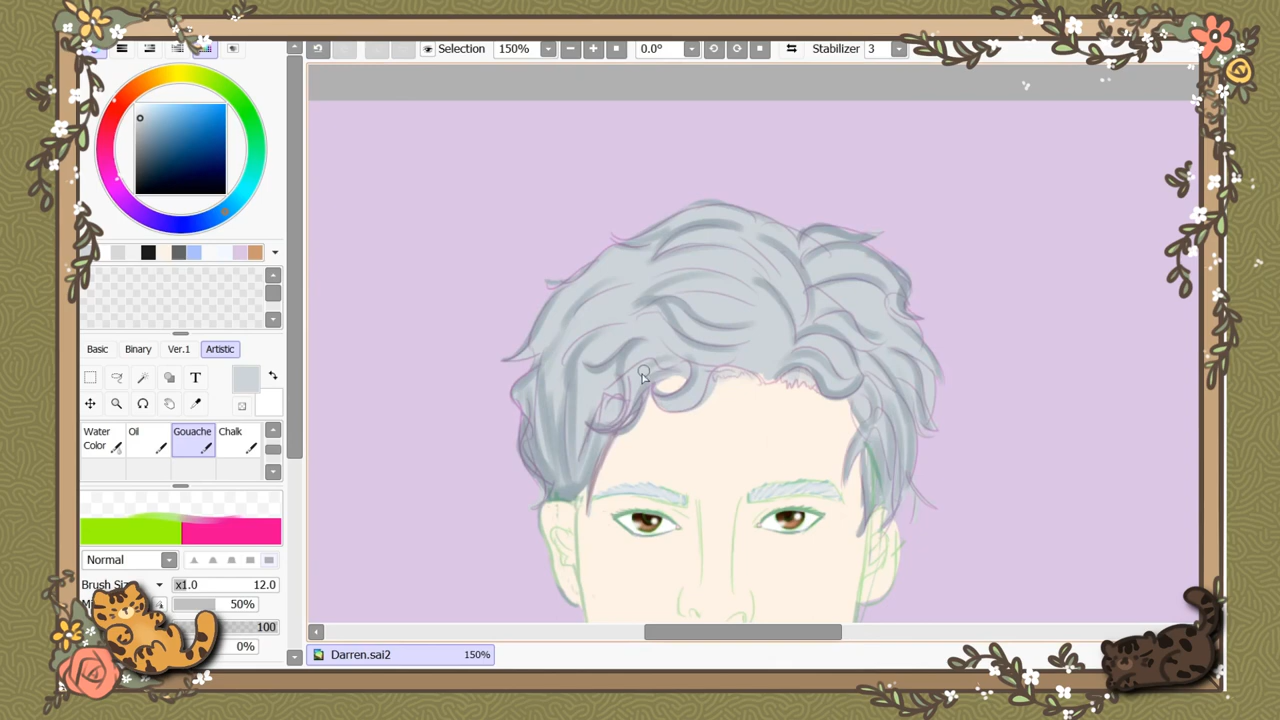 Selection 150% 0.0° Stabilizer 3
Basic Binary Ver.1 Artistic
T
Water Color Oil Gouache Chalk
Normal
Brush x1.0 12.0
50%
100
0%
Darren.sai2 150%